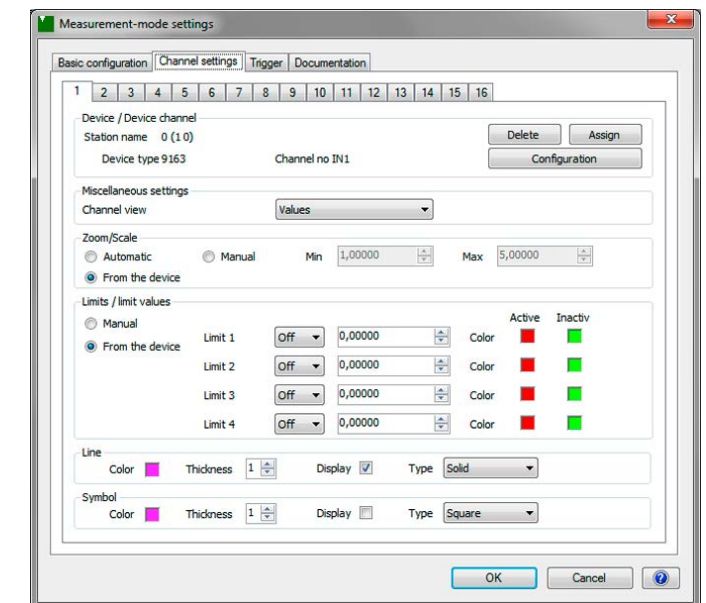 Measurement-mode settings
Basic configuration Channel settings Trigger Documentation
1 2 3 4 5 6 7 8 9 10 11 12 13 14 15 16
Device / Device channel
Station name 0 (1 0) Delete Assign
Device type 9163 Channel no IN1 Configuration
Miscellaneous settings
Channel view Values
Zoom/Scale
Automatic Manual Min 1,00000 Max 5,00000
From the device
Limits / limit values
Manual Active Inactiv
From the device
Limit 1 Off 0,00000 Color
Limit 2 Off 0,00000 Color
Limit 3 Off 0,00000 Color
Limit 4 Off 0,00000 Color
Line
Color Thickness 1 Display Type Solid
Symbol
Color Thickness 1 Display Type Square
OK Cancel ?